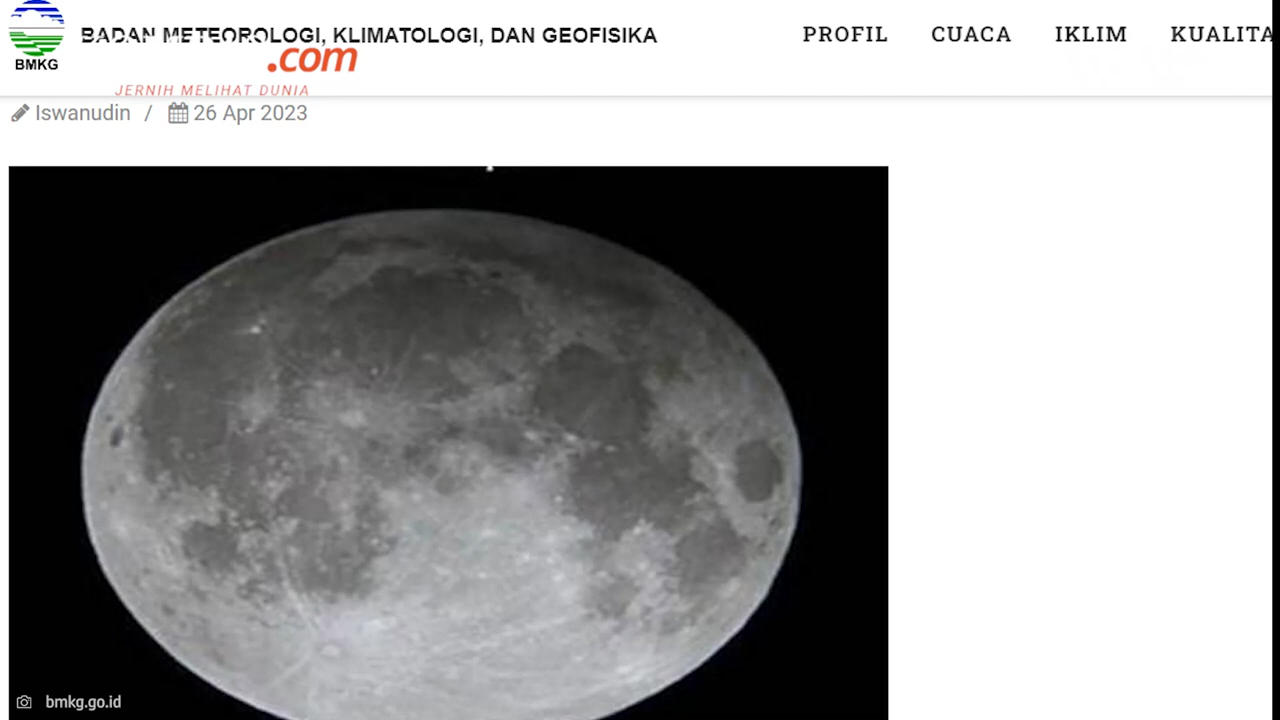 BADAN METEOROLOGI, KLIMATOLOGI, DAN GEOFISIKA
PROFIL CUACA IKLIM KUALITA
BMKG
.com
JERNIH MELIHAT DUNIA
Iswanudin / 26 Apr 2023
bmkg.go.id